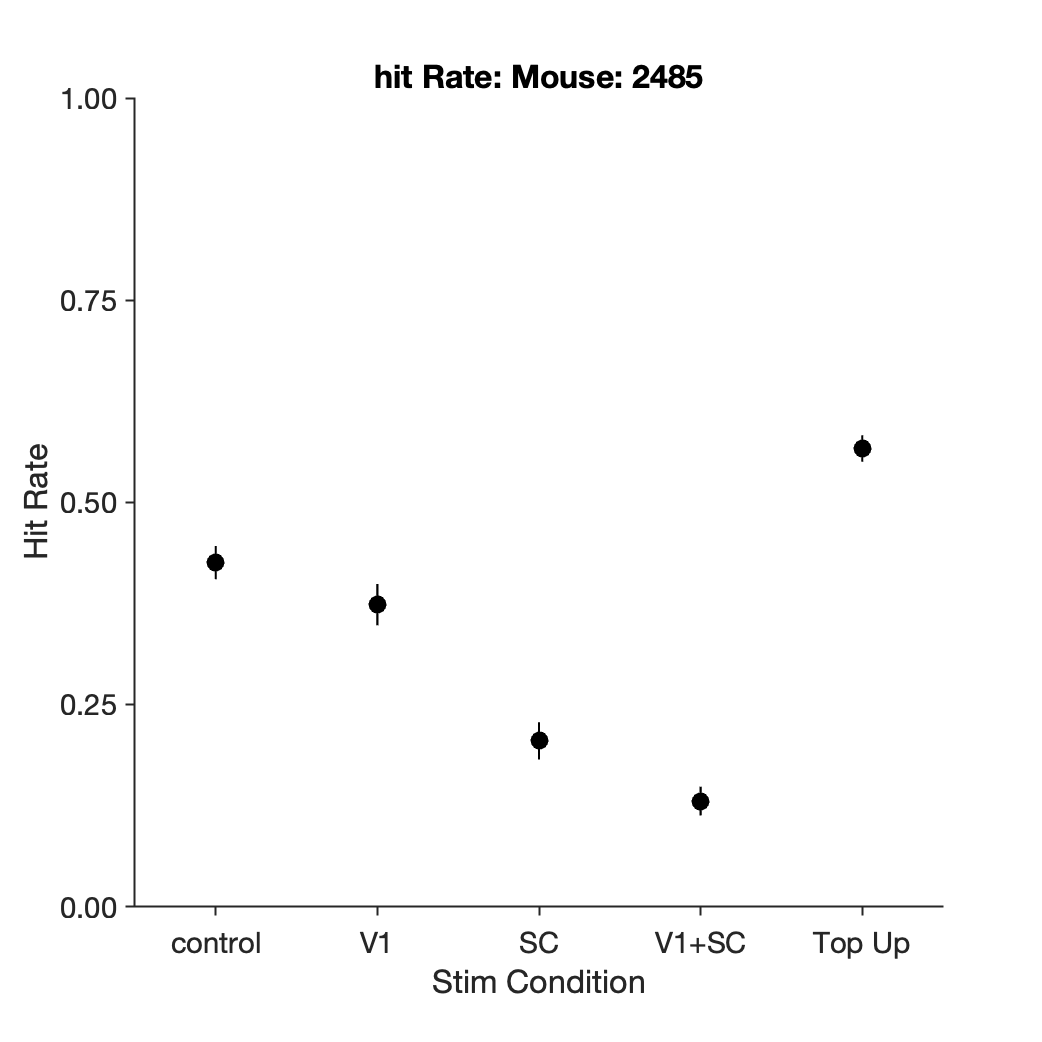 hit Rate: Mouse: 2485
1.00
0.75
0.50
0.25
0.00
Hit Rate
control V1 SC V1+SC Top Up
Stim Condition